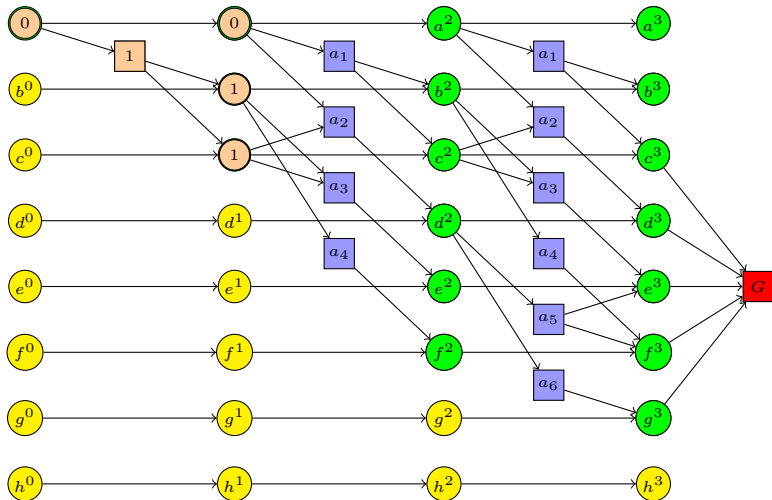 0 0 a² a³
1 a₁ a₁
b⁰ 1 b² b³
a₂ a₂
c⁰ 1 c² c³
a₃ a₃
d⁰ d¹ d² d³
a₄ a₄
e⁰ e¹ e² e³ G
a₅
f⁰ f¹ f² f³
a₆
g⁰ g¹ g² g³
h⁰ h¹ h² h³